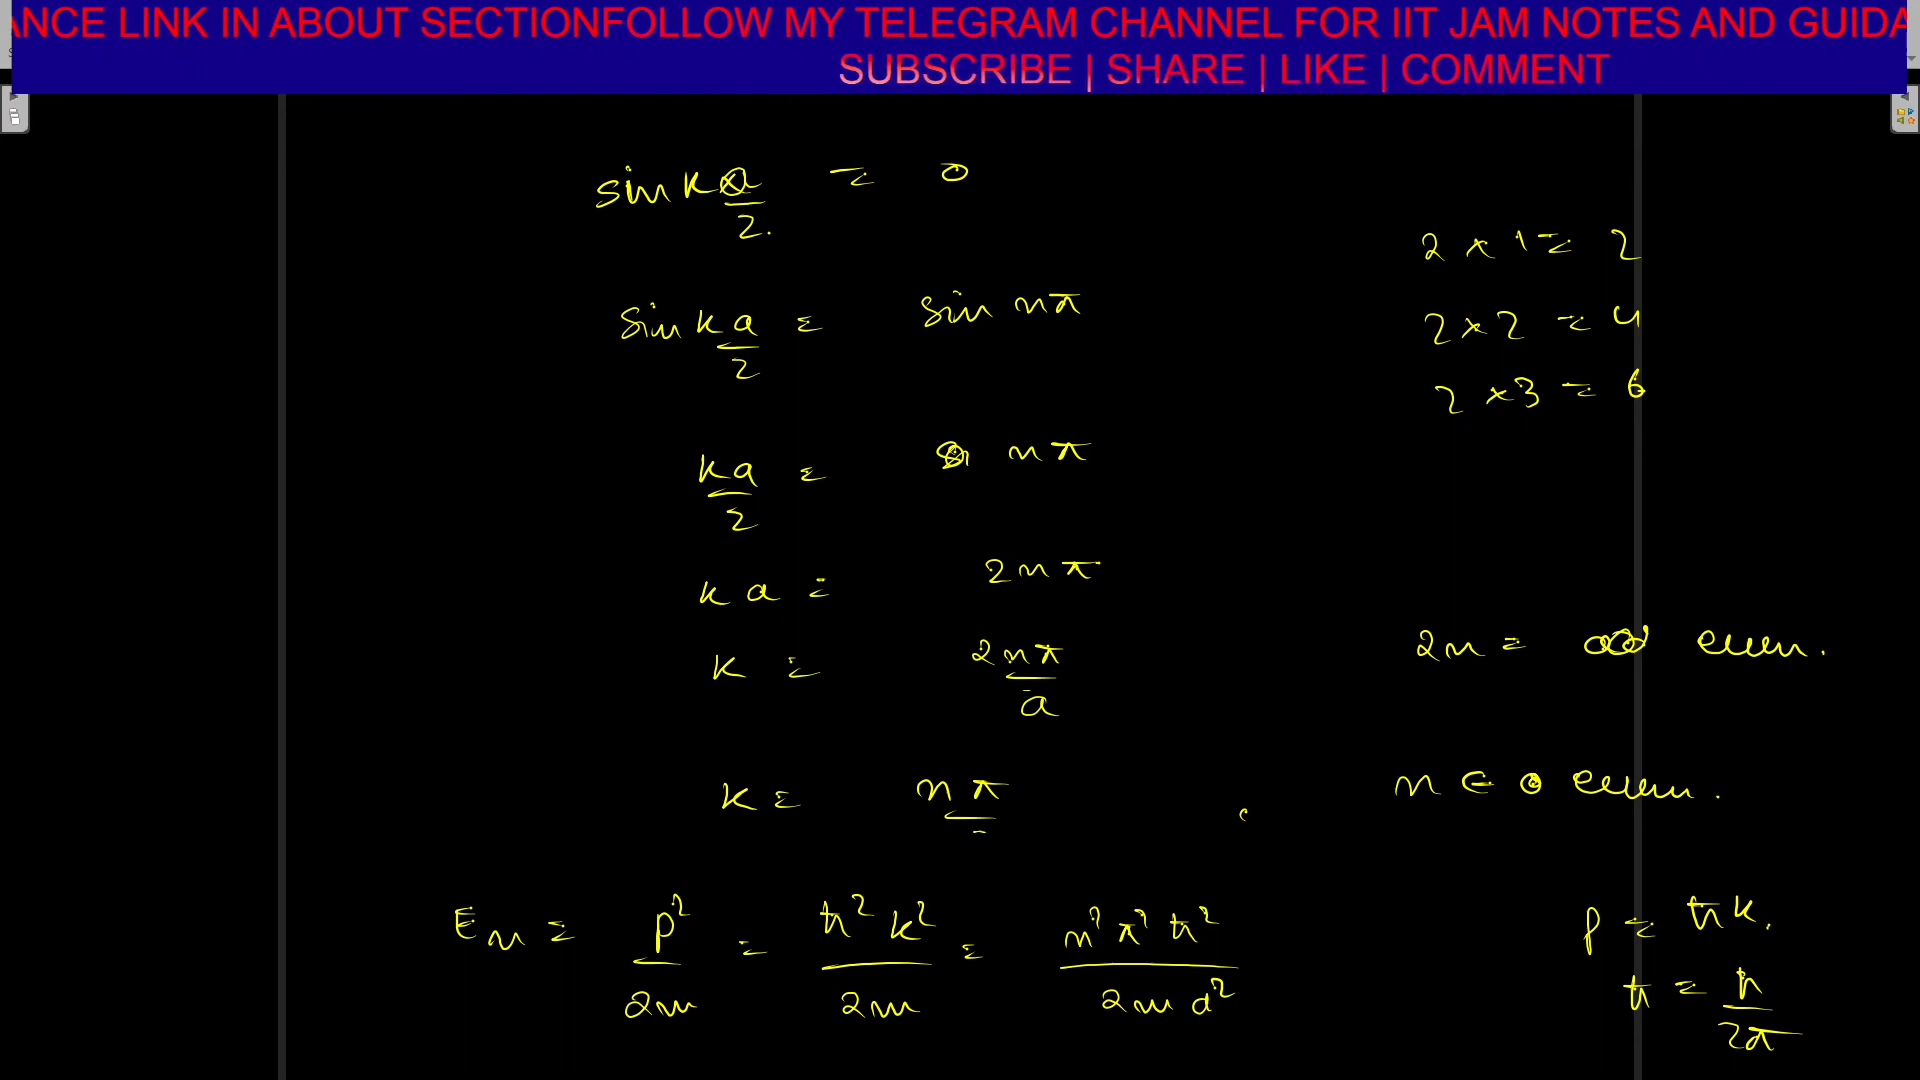 ANCE LINK IN ABOUT SECTIONFOLLOW MY TELEGRAM CHANNEL FOR IIT JAM NOTES AND GUIDA
SUBSCRIBE | SHARE | LIKE | COMMENT
sin ka/2 = 0
sin ka/2 = sin nπ
ka/2 = nπ
ka = 2nπ
k = 2nπ/a
k = nπ
Eₙ = p²/2m = ħ²k²/2m = n²π²ħ²/2ma²
2 × 1 = 2
2 × 2 = 4
2 × 3 = 6
2n = even.
n ∈ even.
p = ħk.
ħ = h/2π